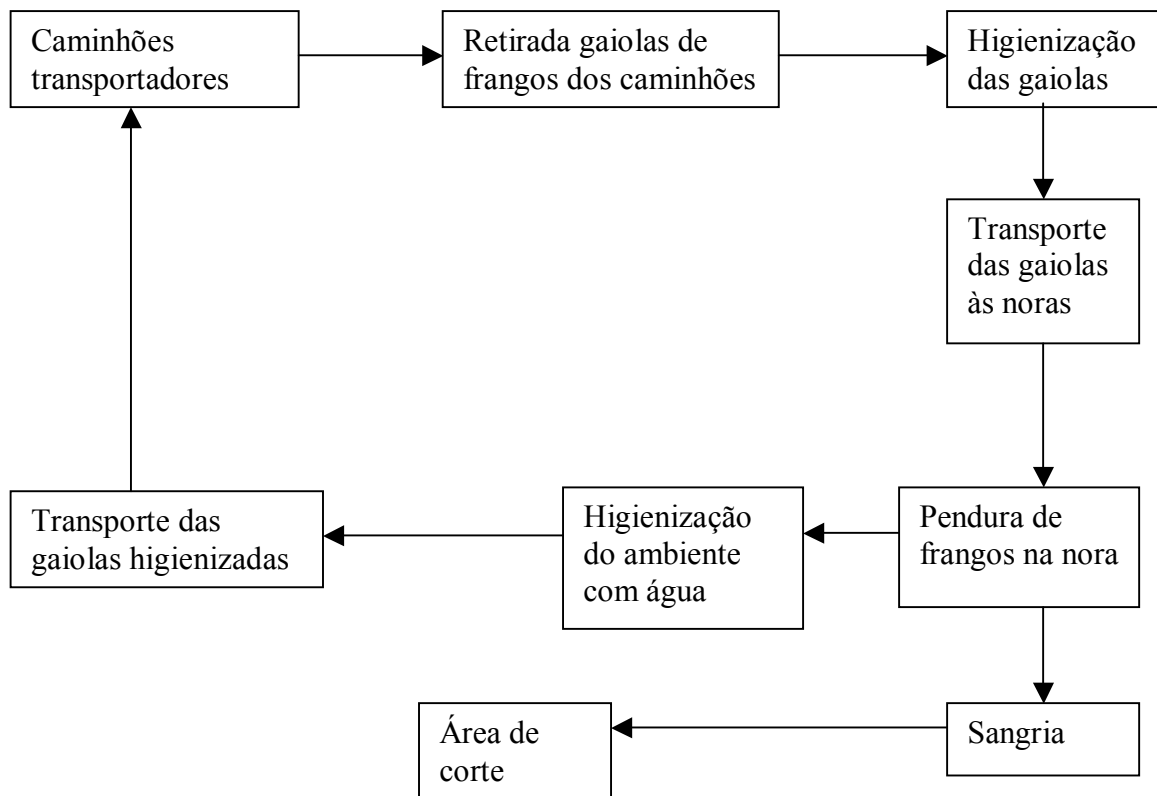 Caminhões
transportadores
Retirada gaiolas de
frangos dos caminhões
Higienização
das gaiolas
Transporte
das gaiolas
às noras
Pendura de
frangos na nora
Higienização
do ambiente
com água
Transporte das
gaiolas higienizadas
Sangria
Área de
corte